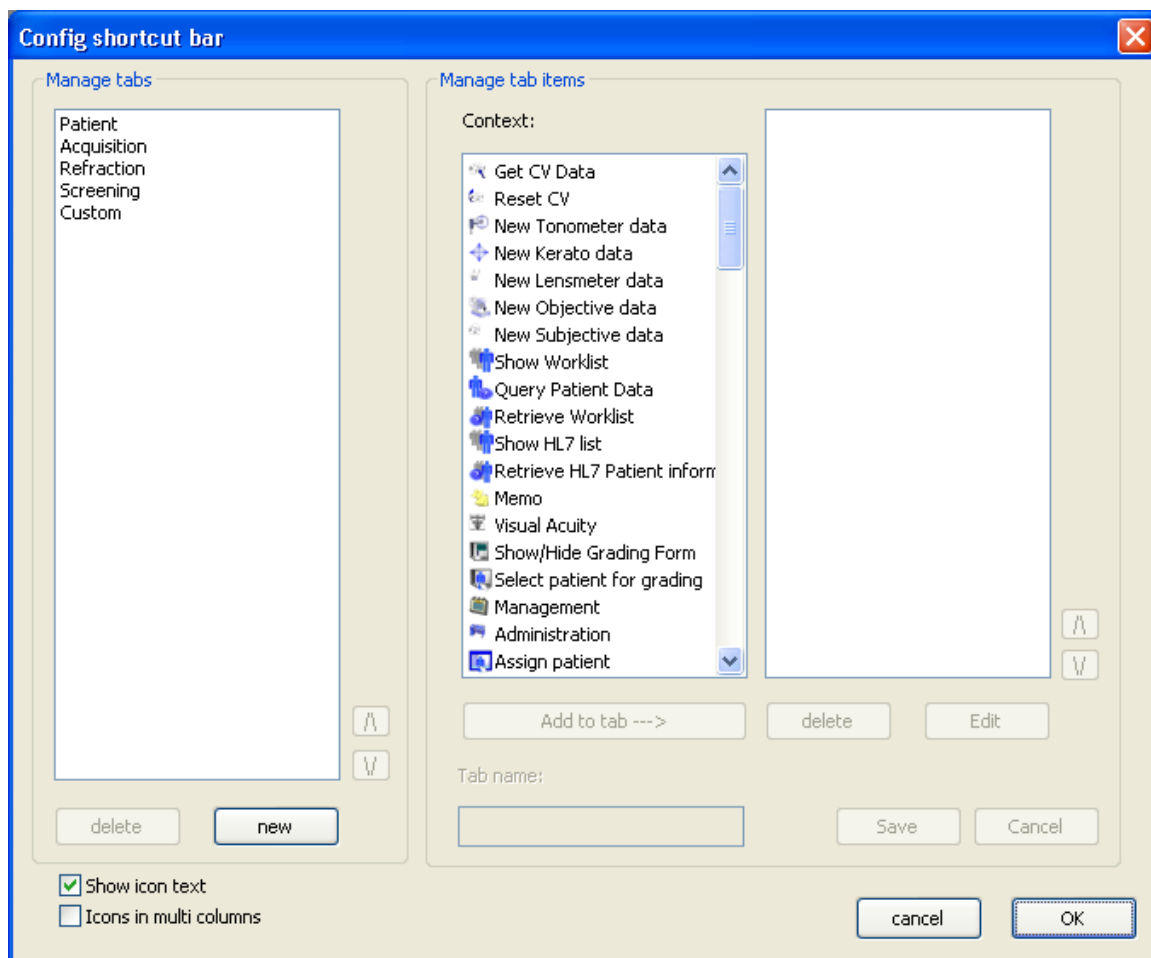 Config shortcut bar
Manage tabs
Patient
Acquisition
Refraction
Screening
Custom
/\
\/
delete
new
Manage tab items
Context:
Get CV Data
Reset CV
New Tonometer data
New Kerato data
New Lensmeter data
New Objective data
New Subjective data
Show Worklist
Query Patient Data
Retrieve Worklist
Show HL7 list
Retrieve HL7 Patient inform
Memo
Visual Acuity
Show/Hide Grading Form
Select patient for grading
Management
Administration
Assign patient
/\
\/
Add to tab --->
delete
Edit
Tab name:
Save
Cancel
Show icon text
Icons in multi columns
cancel
OK